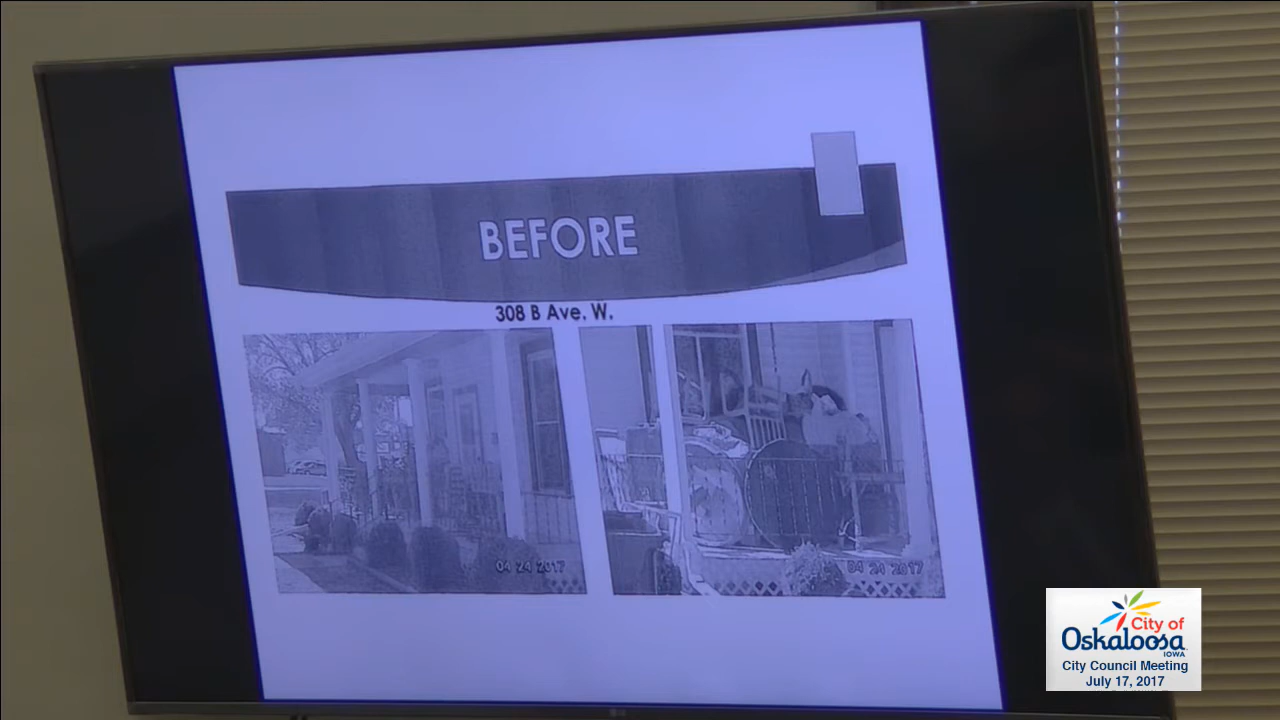 BEFORE
308 B Ave. W.
04 24 2017
04 24 2017
City of
Oskaloosa
IOWA
City Council Meeting
July 17, 2017
LG